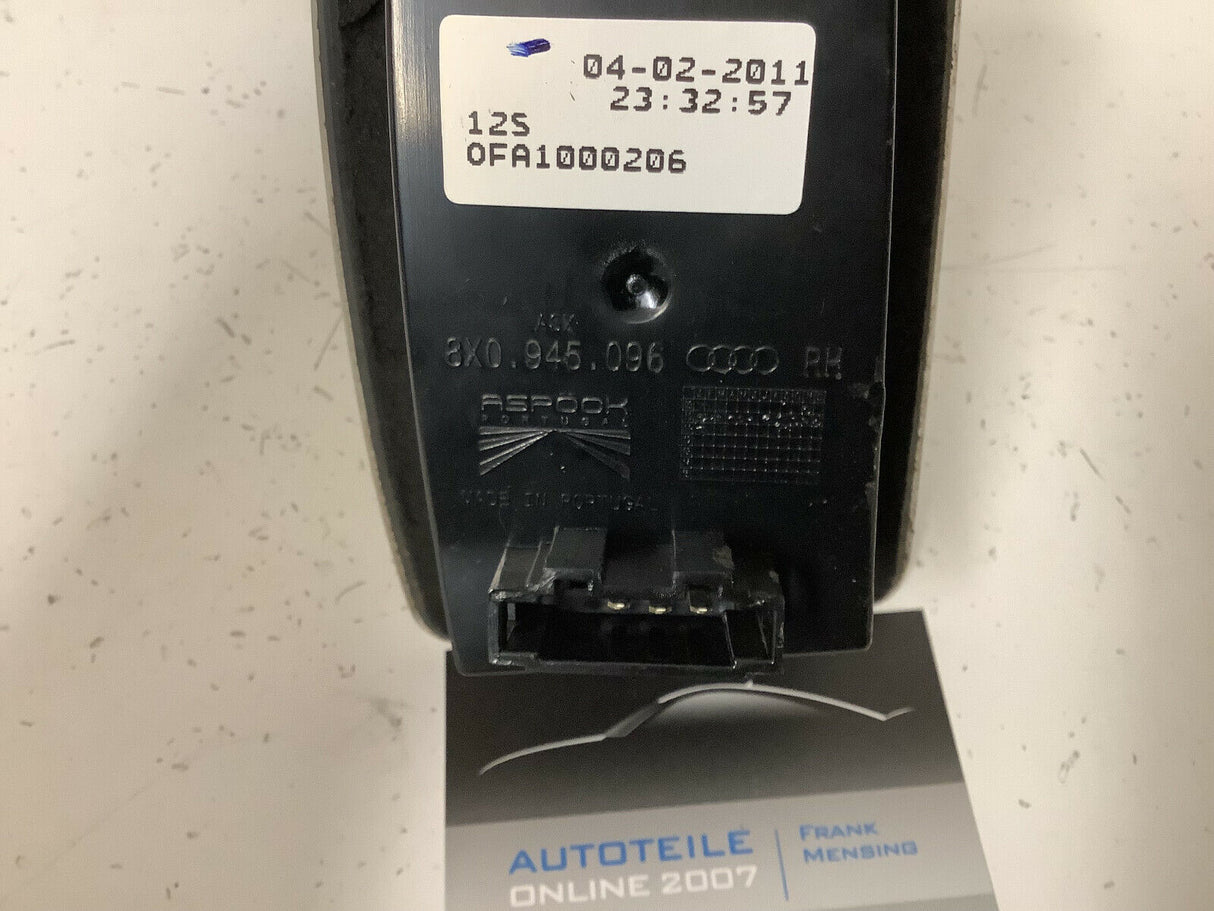 04-02-2011
23:32:57
12S
0FA1000206
8X0.945.096 RH
ASPÖCK
PORTUGAL
MADE IN PORTUGAL
AUTOTEILE
ONLINE 2007
FRANK
MENSING